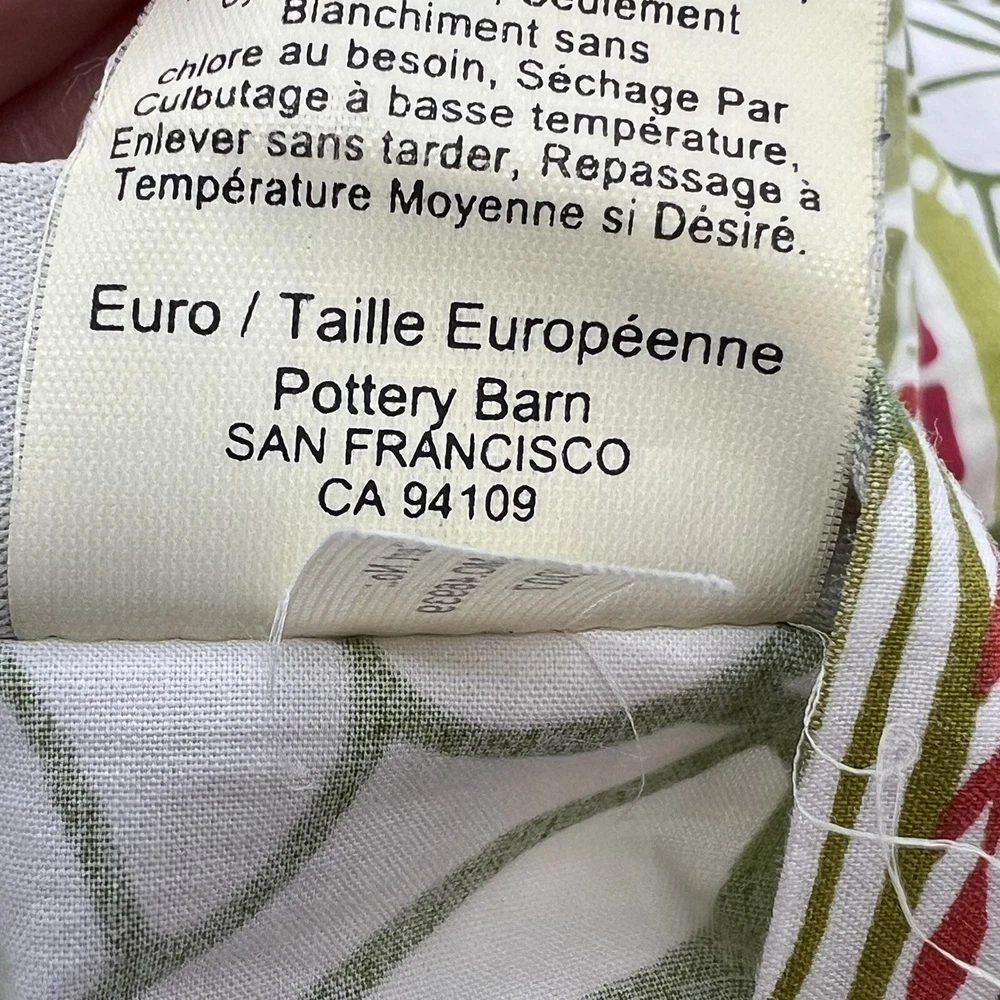 Seulement
Blanchiment sans
chlore au besoin, Séchage Par
Culbutage à basse température,
Enlever sans tarder, Repassage à
Température Moyenne si Désiré.
Euro / Taille Européenne
Pottery Barn
SAN FRANCISCO
CA 94109